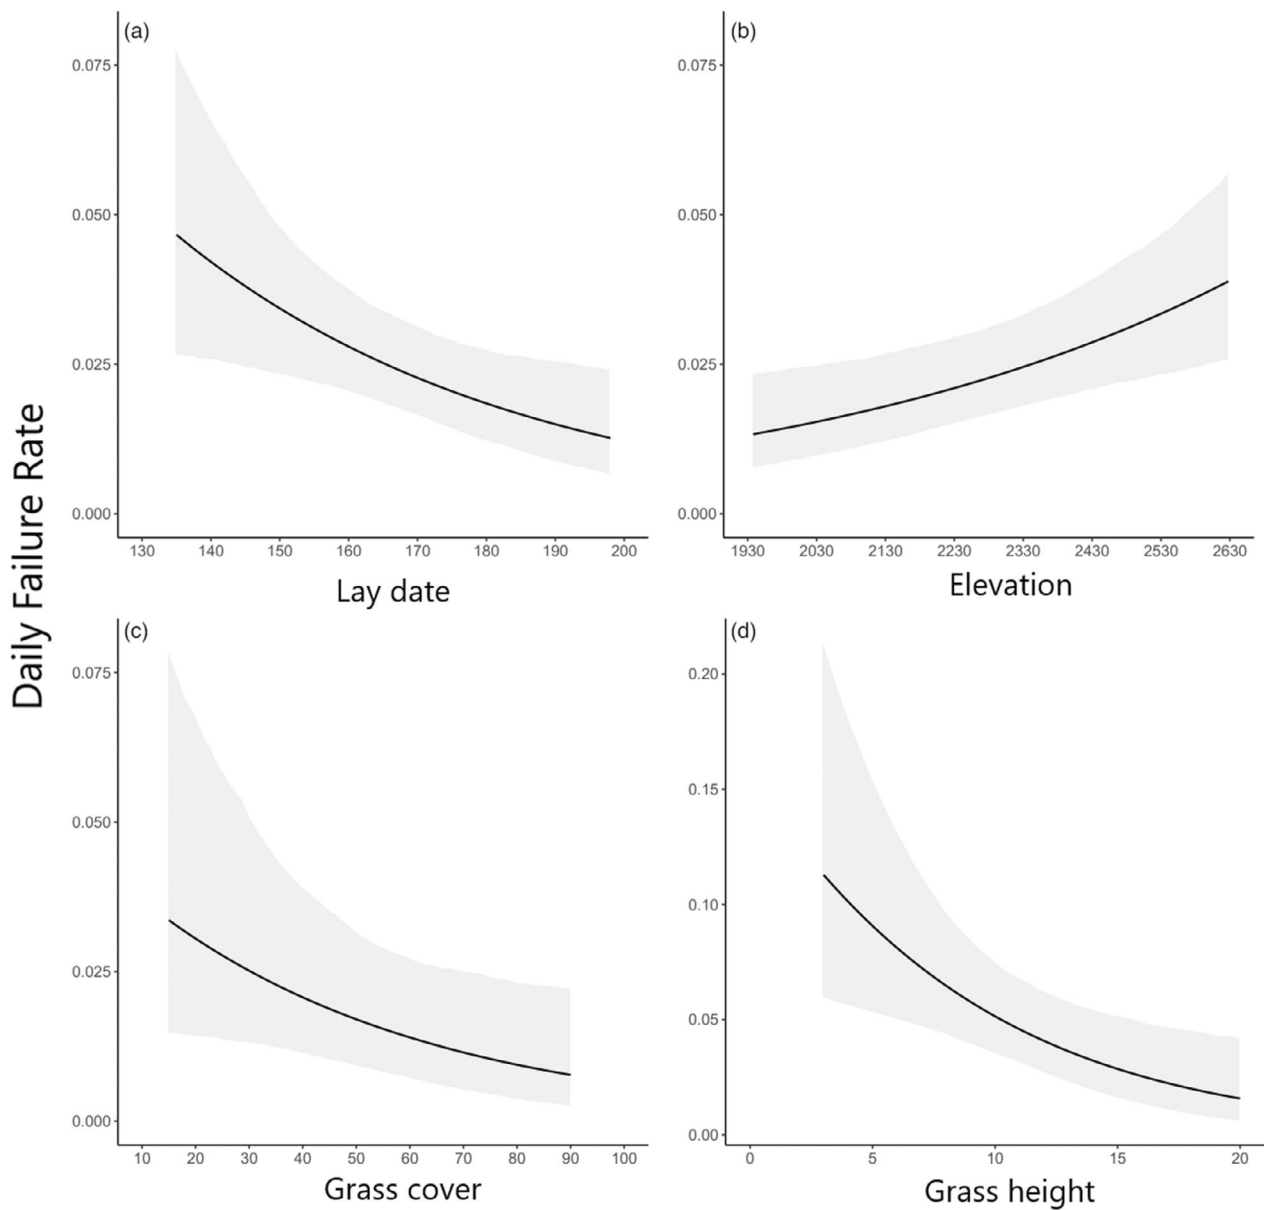 Daily Failure Rate
(a)
0.075
0.050
0.025
0.000
130 140 150 160 170 180 190 200
Lay date
(b)
0.075
0.050
0.025
0.000
1930 2030 2130 2230 2330 2430 2530 2630
Elevation
(c)
0.075
0.050
0.025
0.000
10 20 30 40 50 60 70 80 90 100
Grass cover
(d)
0.20
0.15
0.10
0.05
0.00
0 5 10 15 20
Grass height